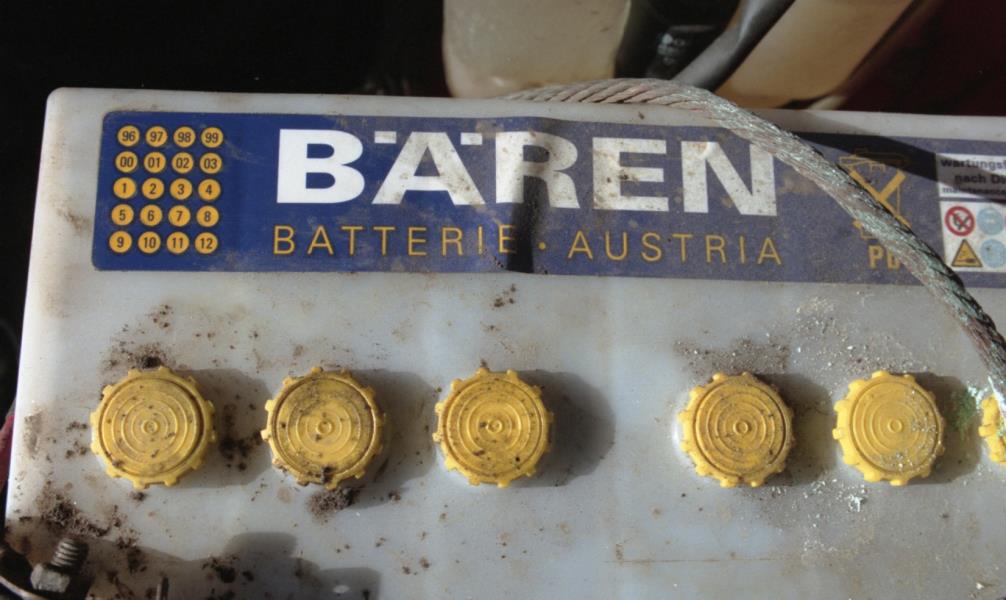 96 97 98 99
00 01 02 03
1 2 3 4
5 6 7 8
9 10 11 12
BÄREN
BATTERIE · AUSTRIA
nach